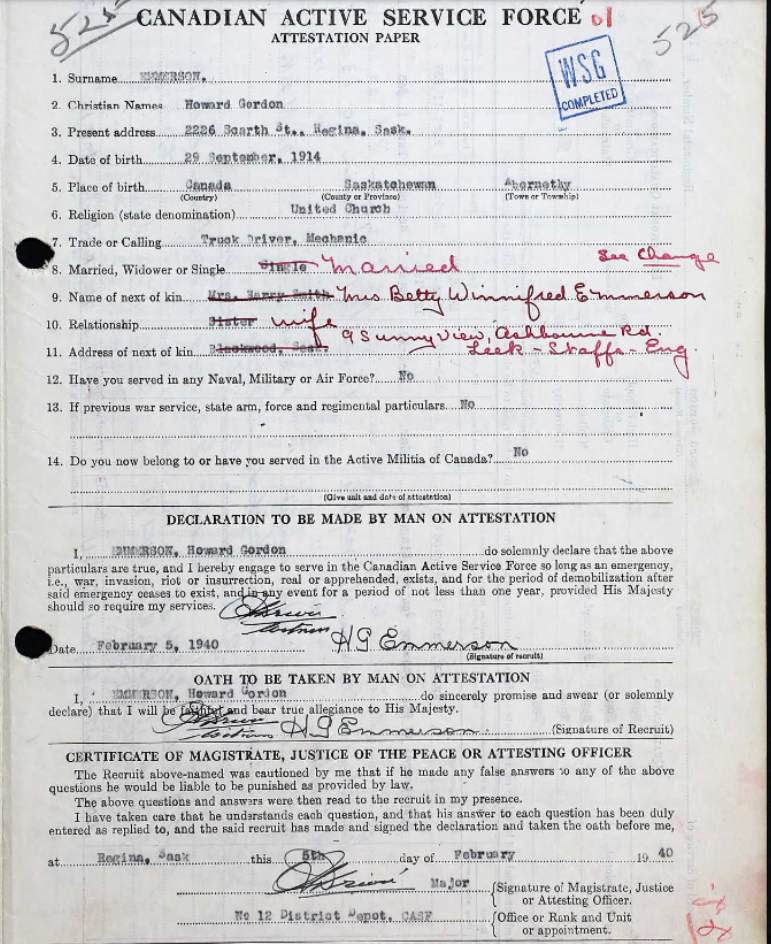 525
CANADIAN ACTIVE SERVICE FORCE 01
525
ATTESTATION PAPER
WSG
COMPLETED
1. Surname EMMERSON,
2. Christian Names Howard Gordon
3. Present address 2226 Scarth St., Regina, Sask.
4. Date of birth 29 September, 1914
5. Place of birth Canada Saskatchewan Abernethy
(Country) (County or Province) (Town or Township)
6. Religion (state denomination) United Church
7. Trade or Calling Truck Driver, Mechanic
8. Married, Widower or Single Single Married See Change
9. Name of next of kin Mrs. Harry Smith Mrs Betty Winnifred Emmerson
10. Relationship Sister wife
9 Sunny View, Ashbourne Rd.
11. Address of next of kin Sask. Leek - Staffs - Eng.
12. Have you served in any Naval, Military or Air Force? No
13. If previous war service, state arm, force and regimental particulars. No
14. Do you now belong to or have you served in the Active Militia of Canada? No
(Give unit and date of attestation)
DECLARATION TO BE MADE BY MAN ON ATTESTATION
I, EMMERSON, Howard Gordon do solemnly declare that the above
particulars are true, and I hereby engage to serve in the Canadian Active Service Force so long as an emergency,
i.e., war, invasion, riot or insurrection, real or apprehended, exists, and for the period of demobilization after
said emergency ceases to exist, and in any event for a period of not less than one year, provided His Majesty
should so require my services.
Witness
Date February 5, 1940 H G Emmerson
(Signature of recruit)
OATH TO BE TAKEN BY MAN ON ATTESTATION
I, EMMERSON, Howard Gordon do sincerely promise and swear (or solemnly
declare) that I will be faithful and bear true allegiance to His Majesty.
Witness H G Emmerson (Signature of Recruit)
CERTIFICATE OF MAGISTRATE, JUSTICE OF THE PEACE OR ATTESTING OFFICER
The Recruit above-named was cautioned by me that if he made any false answers to any of the above
questions he would be liable to be punished as provided by law.
The above questions and answers were then read to the recruit in my presence.
I have taken care that he understands each question, and that his answer to each question has been duly
entered as replied to, and the said recruit has made and signed the declaration and taken the oath before me,
at Regina, Sask this 5th day of February 19 40
Major (Signature of Magistrate, Justice
or Attesting Officer.
No 12 District Depot, CASF (Office or Rank and Unit
or appointment.